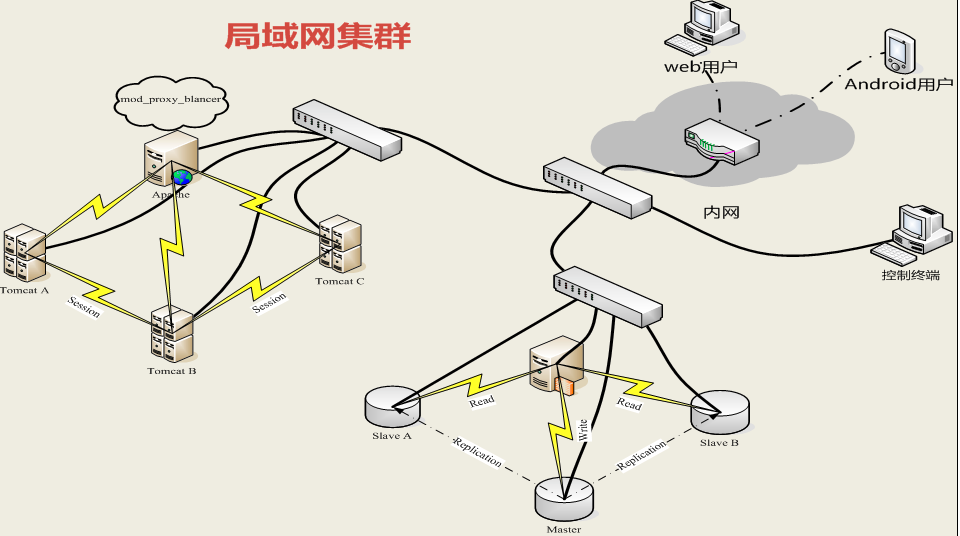 局域网集群
web用户
Android用户
mod_proxy_blancer
Apache
内网
控制终端
Tomcat A
Tomcat C
Session
Session
Tomcat B
Read
Read
Write
Slave A
Slave B
Replication
Replication
Master